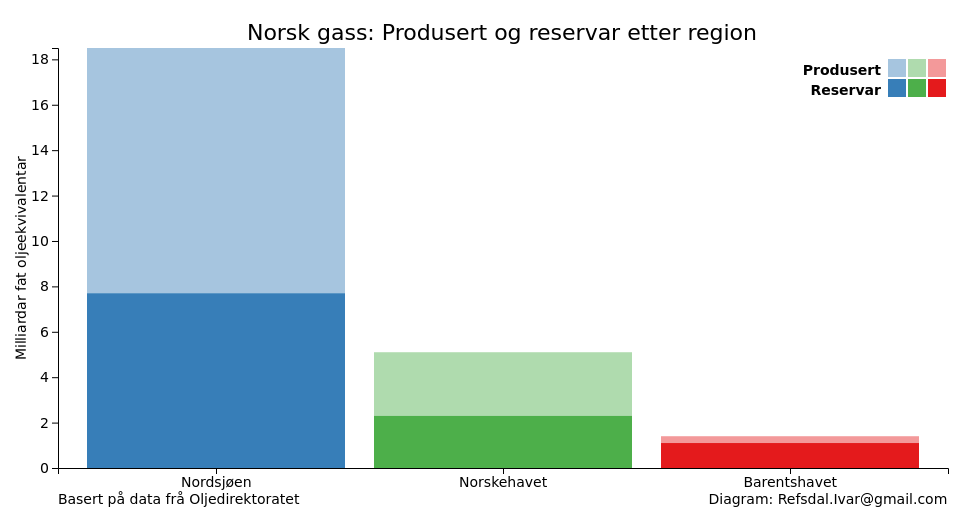 Norsk gass: Produsert og reservar etter region
Produsert
Reservar
Milliardar fat oljeekvivalentar
18
16
14
12
10
8
6
4
2
0
Nordsjøen Norskehavet Barentshavet
Basert på data frå Oljedirektoratet Diagram: Refsdal.Ivar@gmail.com